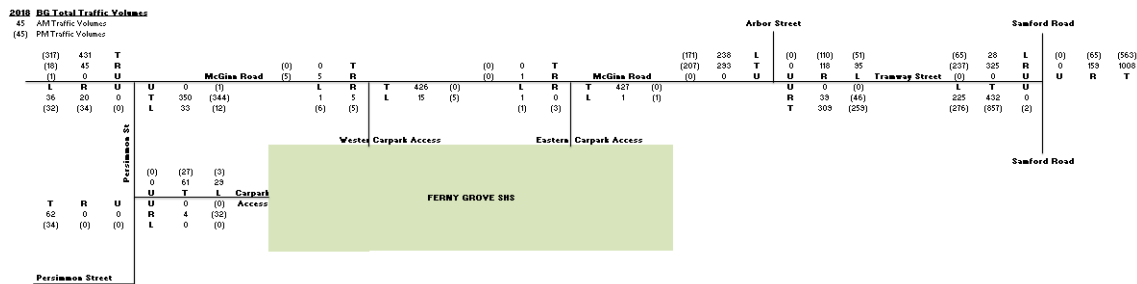 2018 BG Total Traffic Volumes
45 AM Traffic Volumes
(45) PM Traffic Volumes
Arbor Street
Samford Road
(317) 431 T
(18) 45 R
(1) 0 U
McGinn Road
(0) 0 T
(5) 5 R
(0) 0 T
(0) 1 R
McGinn Road
(171) 238 L
(207) 293 T
(0) 0 U
(0) (110) (51)
0 118 95
U R L
Tramway Street
(65) 28 L
(237) 325 R
(0) 0 U
(0) (65) (563)
0 159 1008
U R T
L R U
36 20 0
(32) (34) (0)
U 0 (1)
T 350 (344)
L 33 (12)
L R
1 5
(6) (5)
T 426 (0)
L 15 (5)
L R
1 0
(1) (3)
T 427 (0)
L 1 (1)
U 0 (0)
R 39 (46)
T 309 (259)
L T U
225 432 0
(276) (857) (2)
Persimmon St
Carpark Access
Eastern Carpark Access
Samford Road
(0) (27) (3)
0 61 29
U T L
Carpark
Access
T R U
62 0 0
(34) (0) (0)
U 0 (0)
R 4 (32)
L 0 (0)
FERNY GROVE SHS
Persimmon Street